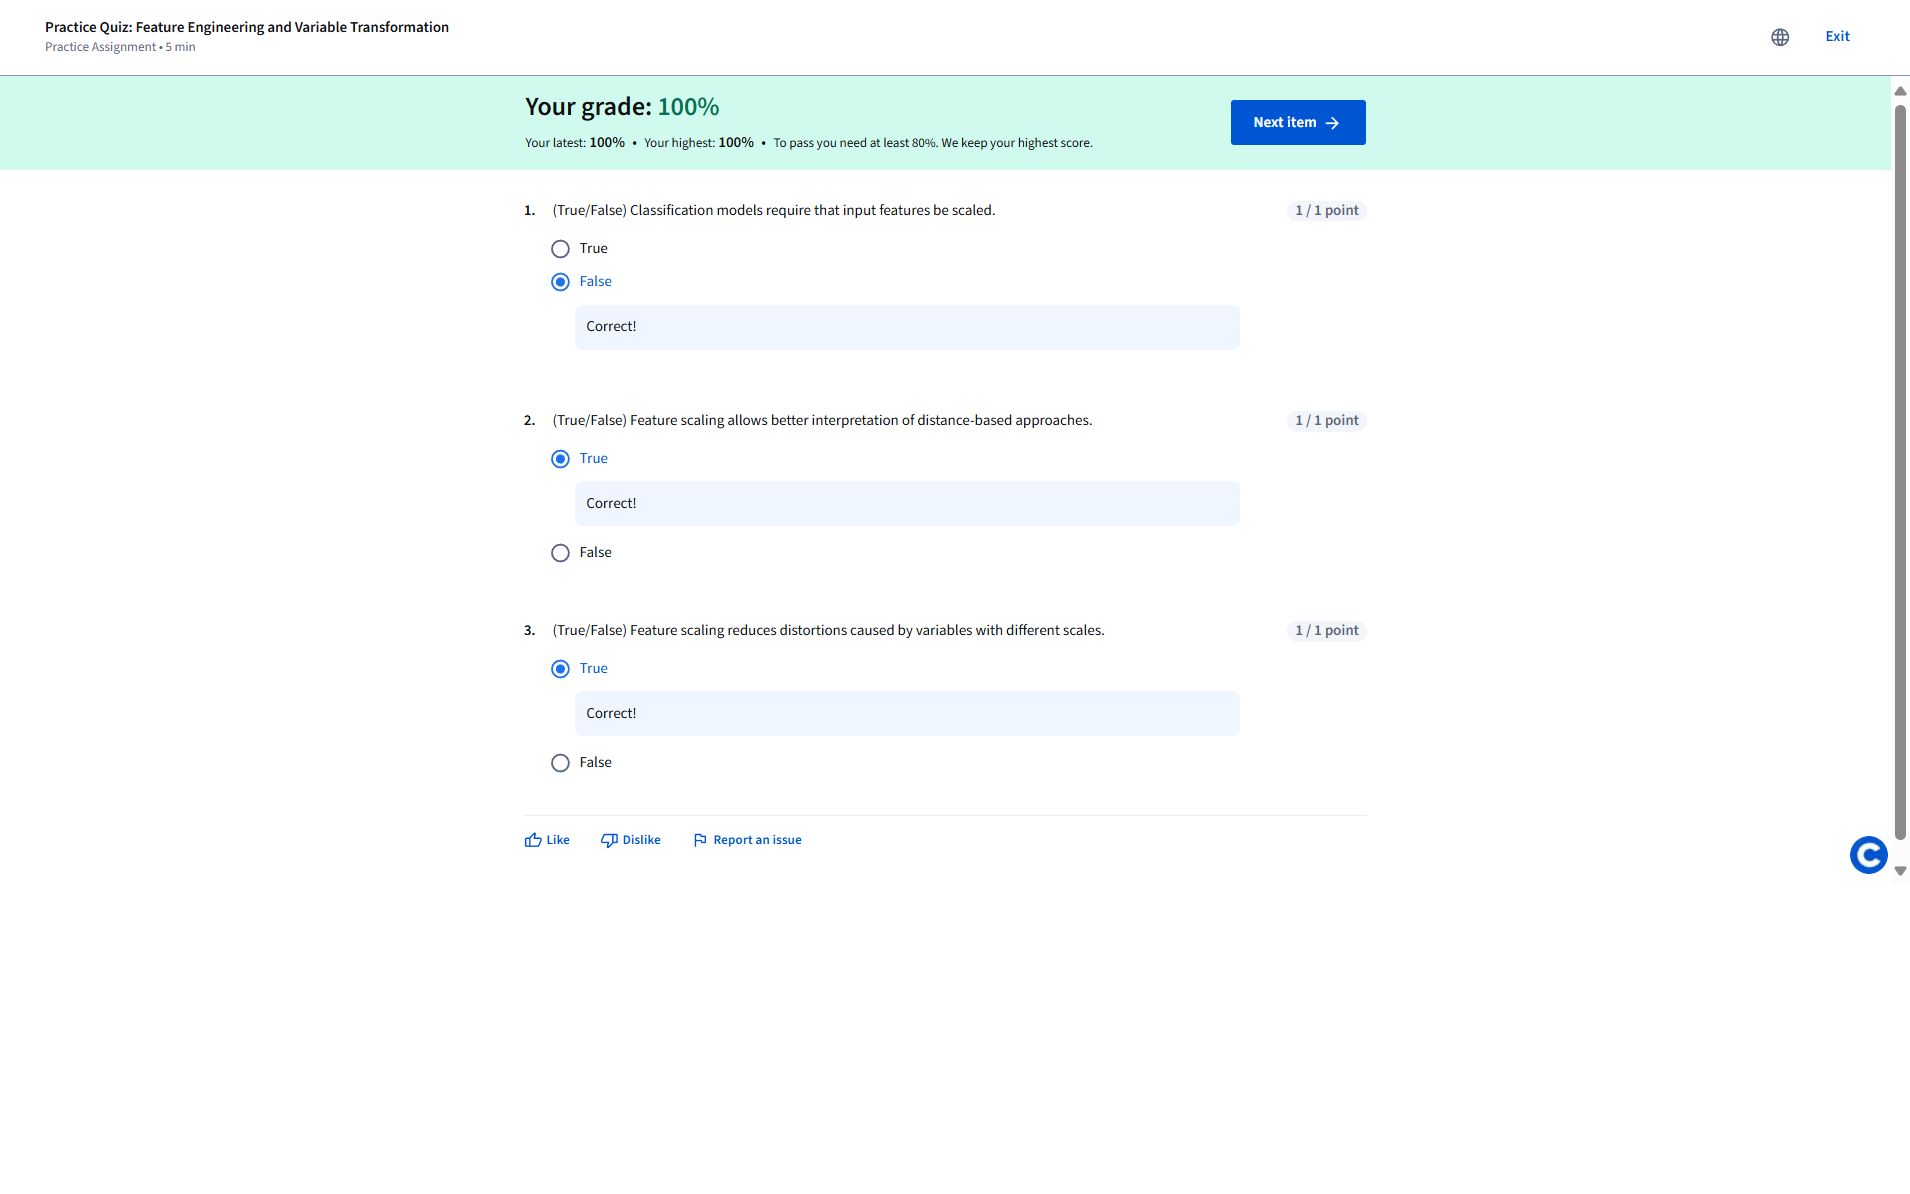 Practice Quiz: Feature Engineering and Variable Transformation
Practice Assignment • 5 min
Exit
Your grade: 100%
Your latest: 100% • Your highest: 100% • To pass you need at least 80%. We keep your highest score.
Next item
1. (True/False) Classification models require that input features be scaled.
1 / 1 point
True
False
Correct!
2. (True/False) Feature scaling allows better interpretation of distance-based approaches.
1 / 1 point
True
Correct!
False
3. (True/False) Feature scaling reduces distortions caused by variables with different scales.
1 / 1 point
True
Correct!
False
Like
Dislike
Report an issue
C